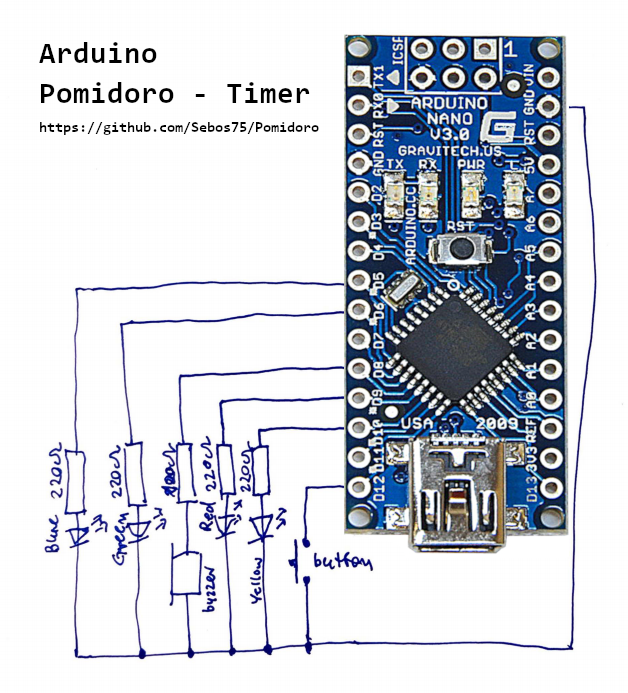 Arduino
Pomidoro - Timer
https://github.com/Sebos75/Pomidoro
ICSP
1
TX1
RX0
RST
GND
D2
D3
D4
D5
D6
D7
D8
D9
D10
D11
D12
VIN
GND
RST
5V
A7
A6
A5
A4
A3
A2
A1
A0
REF
3V3
D13
ARDUINO
NANO
V3.0
G
GRAVITECH.US
TX RX PWR L
ARDUINO.CC
RST
USA 2009
220Ω
220Ω
220Ω
220Ω
Blue
Green
Red
Yellow
buzzer
button